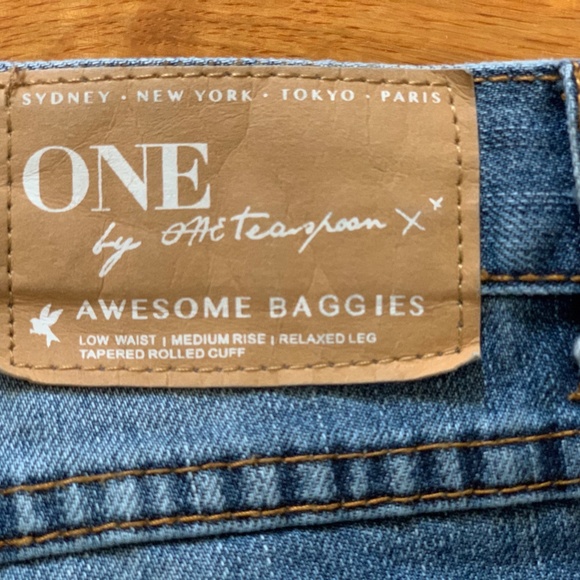 SYDNEY · NEW YORK · TOKYO · PARIS
ONE
by ONE teaspoon X x
AWESOME BAGGIES
LOW WAIST | MEDIUM RISE | RELAXED LEG
TAPERED ROLLED CUFF